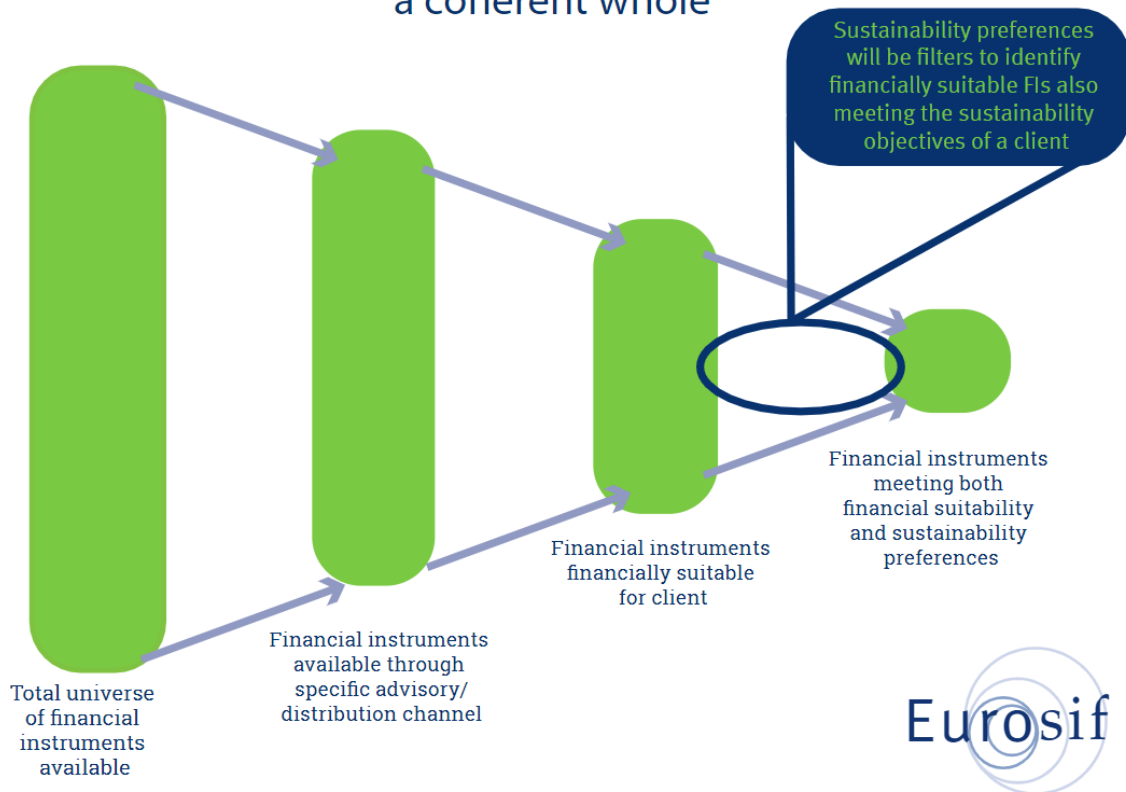 a coherent whole
Sustainability preferences
will be filters to identify
financially suitable FIs also
meeting the sustainability
objectives of a client
Financial instruments
meeting both
financial suitability
and sustainability
preferences
Financial instruments
financially suitable
for client
Financial instruments
available through
specific advisory/
distribution channel
Total universe
of financial
instruments
available
Eurosif